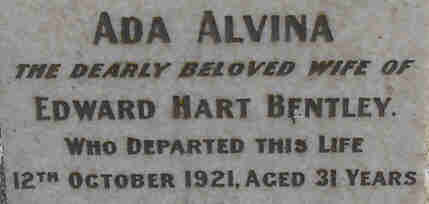 ADA ALVINA
THE DEARLY BELOVED WIFE OF
EDWARD HART BENTLEY.
WHO DEPARTED THIS LIFE
12TH OCTOBER 1921, AGED 31 YEARS